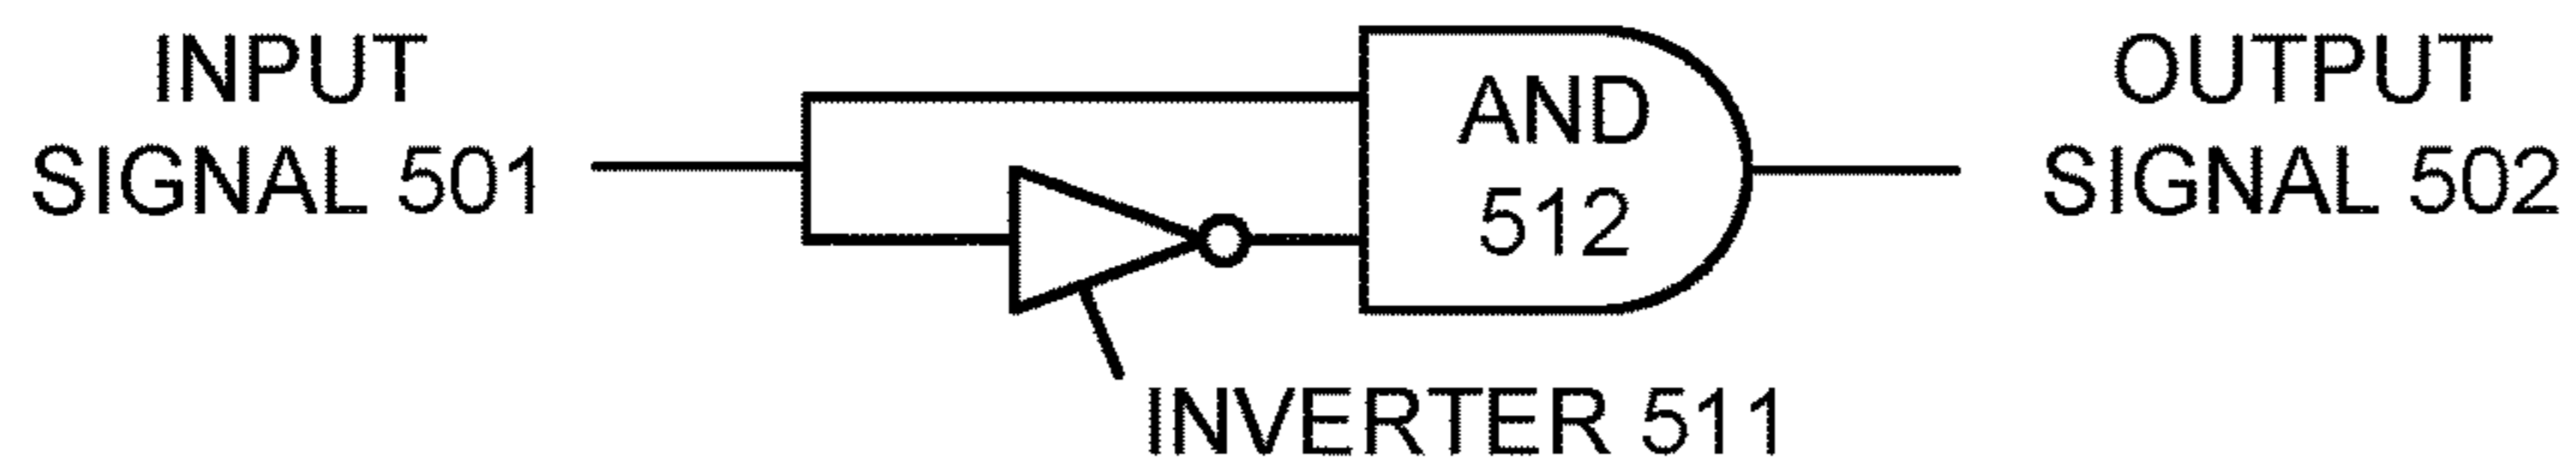 INPUT
SIGNAL 501
AND
512
OUTPUT
SIGNAL 502
INVERTER 511